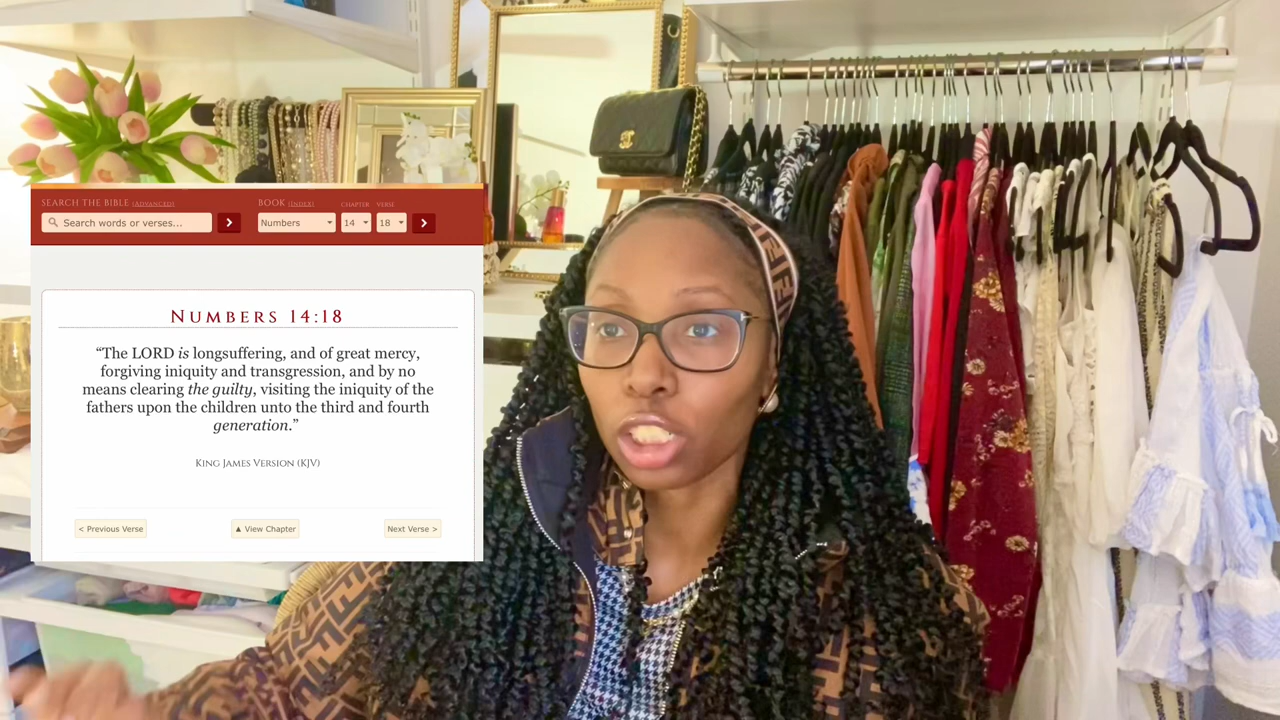 SEARCH THE BIBLE (ADVANCED)
BOOK (INDEX) CHAPTER VERSE
Search words or verses...
Numbers 14 18
NUMBERS 14:18
“The LORD is longsuffering, and of great mercy,
forgiving iniquity and transgression, and by no
means clearing the guilty, visiting the iniquity of the
fathers upon the children unto the third and fourth
generation.”
KING JAMES VERSION (KJV)
< Previous Verse
▲ View Chapter
Next Verse >